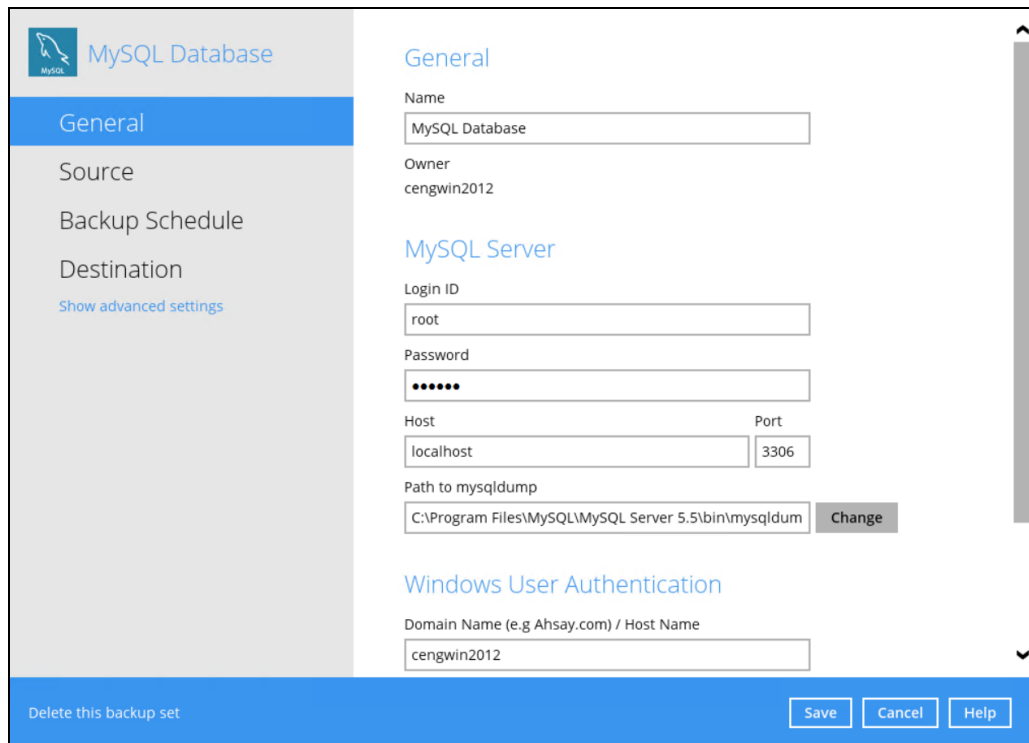 MySQL
MySQL Database
General
Source
Backup Schedule
Destination
Show advanced settings
General
Name
MySQL Database
Owner
cengwin2012
MySQL Server
Login ID
root
Password
••••••
Host Port
localhost 3306
Path to mysqldump
C:\Program Files\MySQL\MySQL Server 5.5\bin\mysqldum Change
Windows User Authentication
Domain Name (e.g Ahsay.com) / Host Name
cengwin2012
Delete this backup set Save Cancel Help